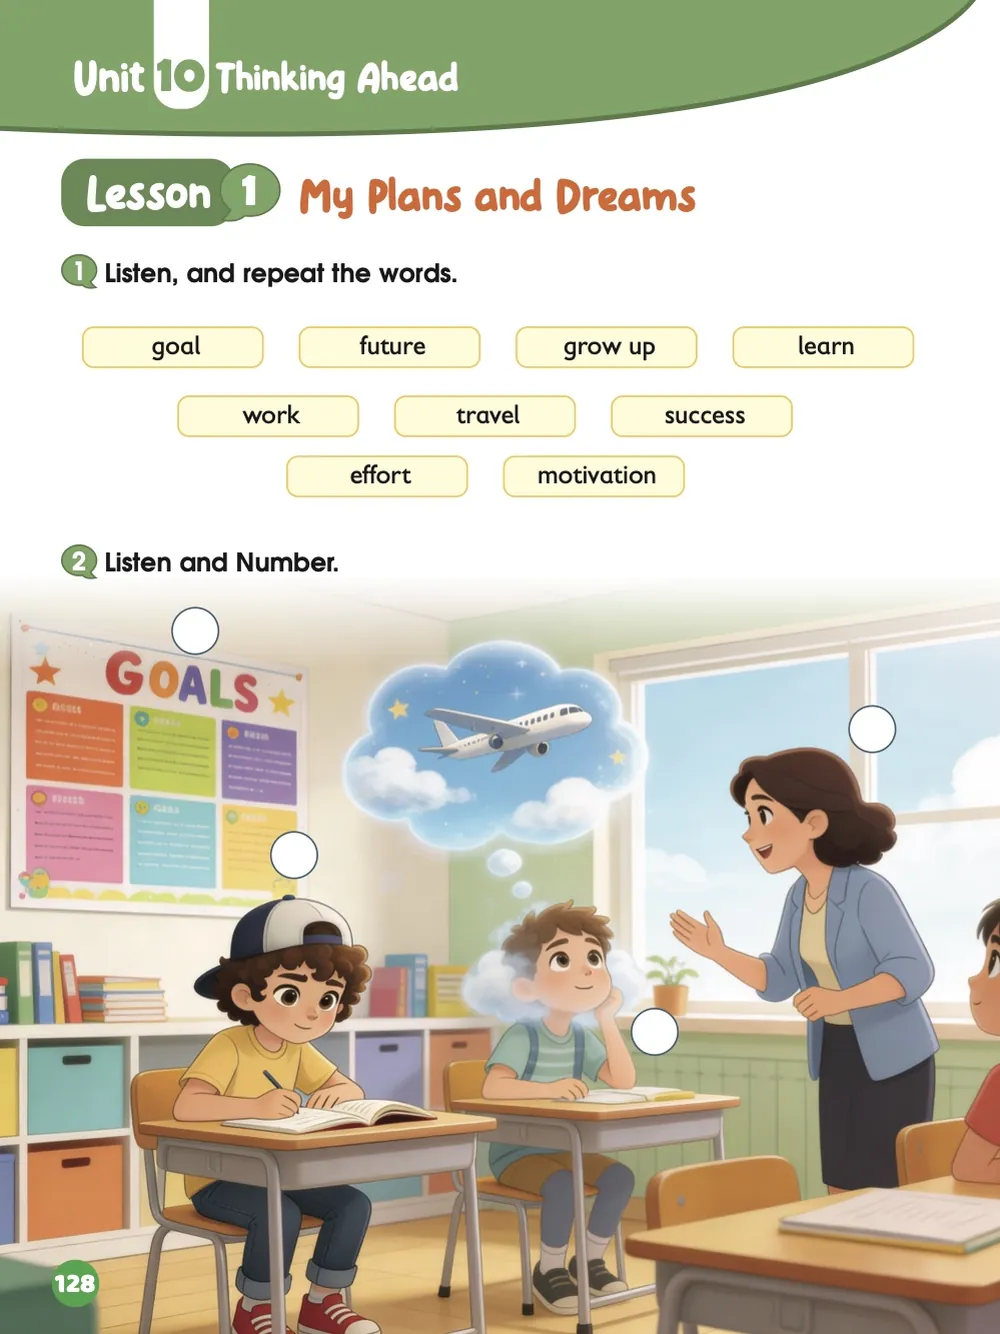 Unit 10 Thinking Ahead
Lesson 1 My Plans and Dreams
1 Listen, and repeat the words.
goal future grow up learn
work travel success
effort motivation
2 Listen and Number.
GOALS
128